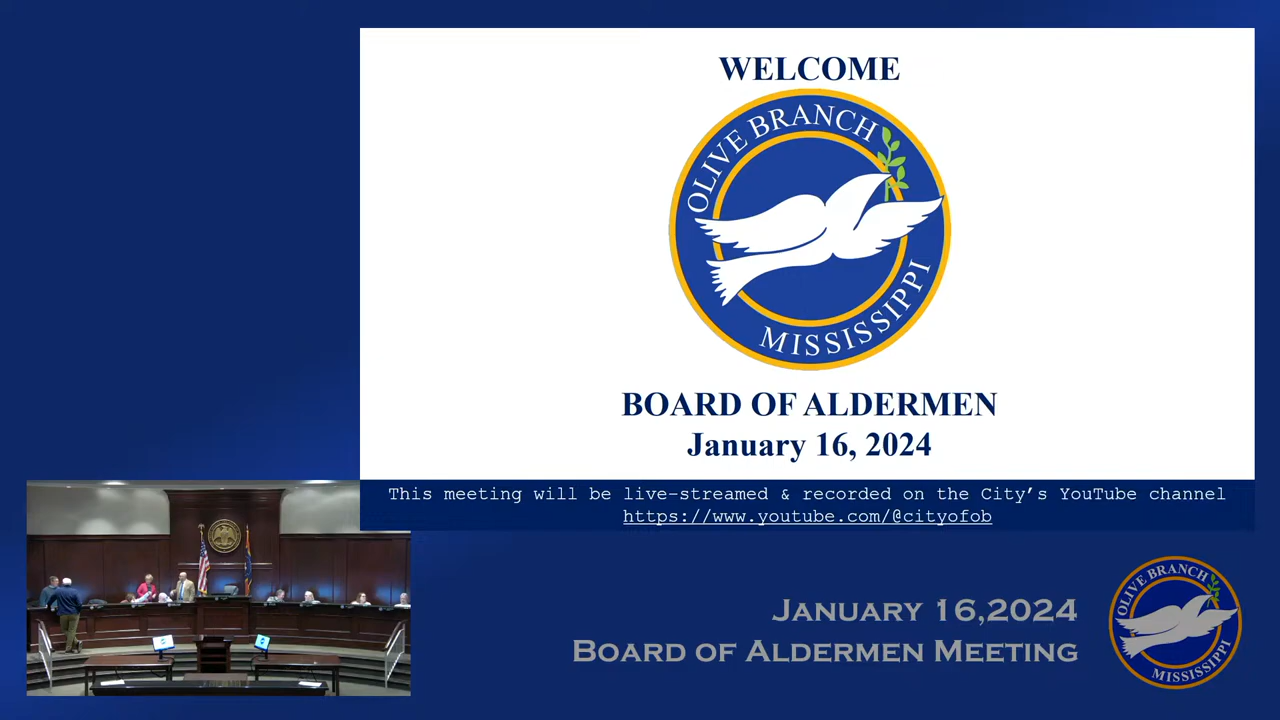 WELCOME
OLIVE BRANCH
MISSISSIPPI
BOARD OF ALDERMEN
January 16, 2024
This meeting will be live-streamed & recorded on the City's YouTube channel
https://www.youtube.com/@cityofob
January 16,2024
Board of Aldermen Meeting
OLIVE BRANCH
MISSISSIPPI